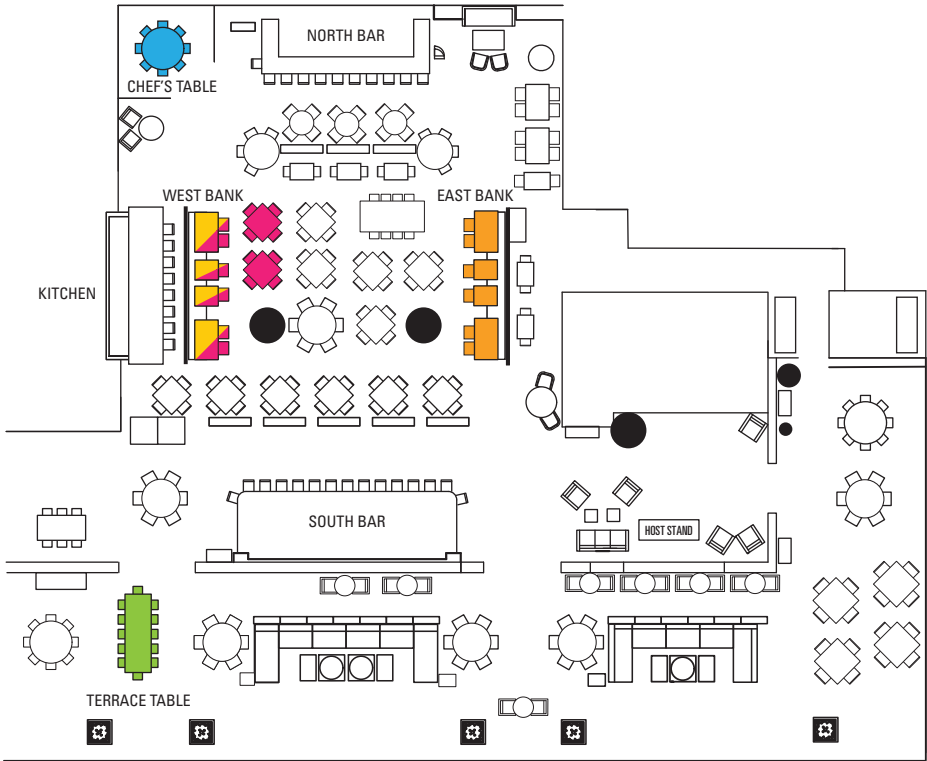 NORTH BAR
CHEF'S TABLE
WEST BANK
EAST BANK
KITCHEN
SOUTH BAR
HOST STAND
TERRACE TABLE